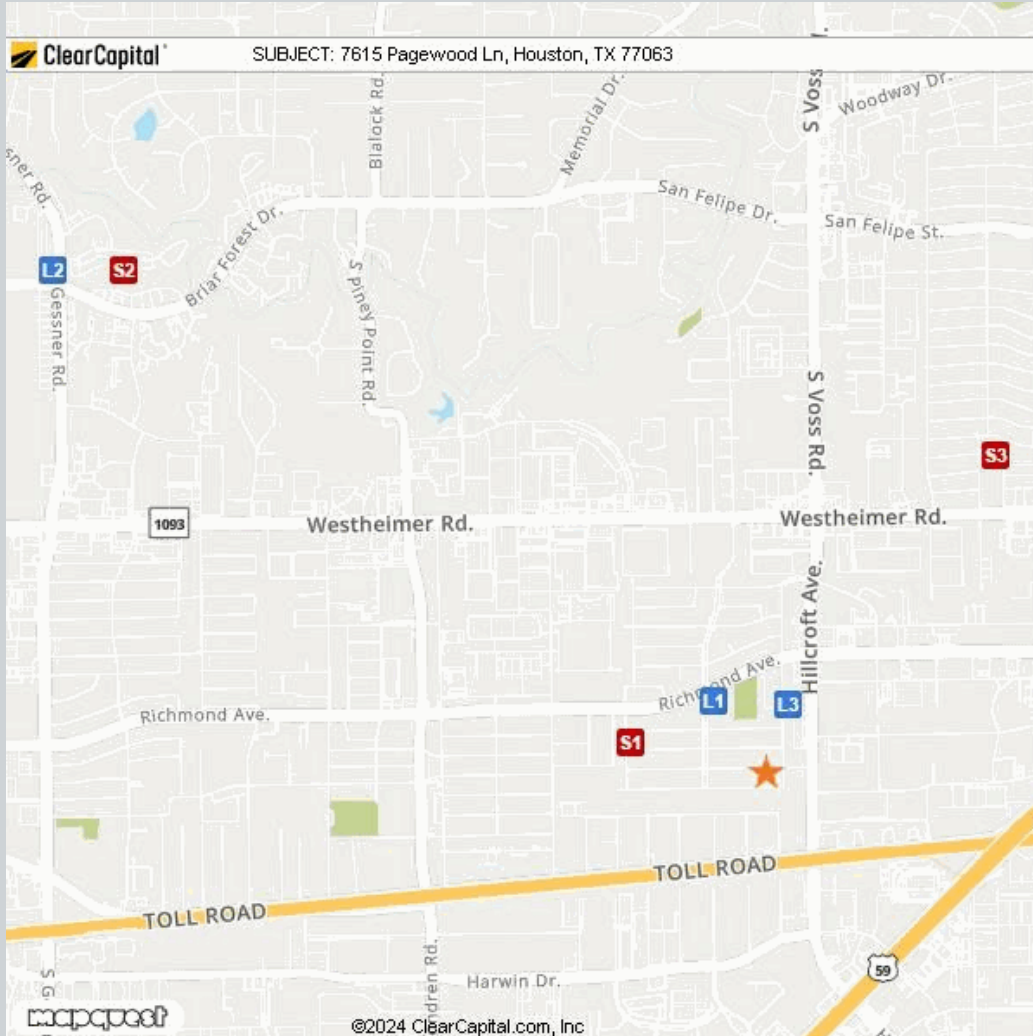 ClearCapital
SUBJECT: 7615 Pagewood Ln, Houston, TX 77063
Blalock Rd.
Memorial Dr.
S Voss
Woodway Dr.
sner Rd.
San Felipe Dr.
San Felipe St.
Briar Forest Dr.
L2
S2
Gessner Rd.
S Piney Point Rd.
S Voss Rd.
S3
1093
Westheimer Rd.
Westheimer Rd.
Hillcroft Ave.
Richmond Ave.
L1
L3
Richmond Ave.
S1
TOLL ROAD
TOLL ROAD
59
S G
ndren Rd.
Harwin Dr.
mapquest
©2024 ClearCapital.com, Inc